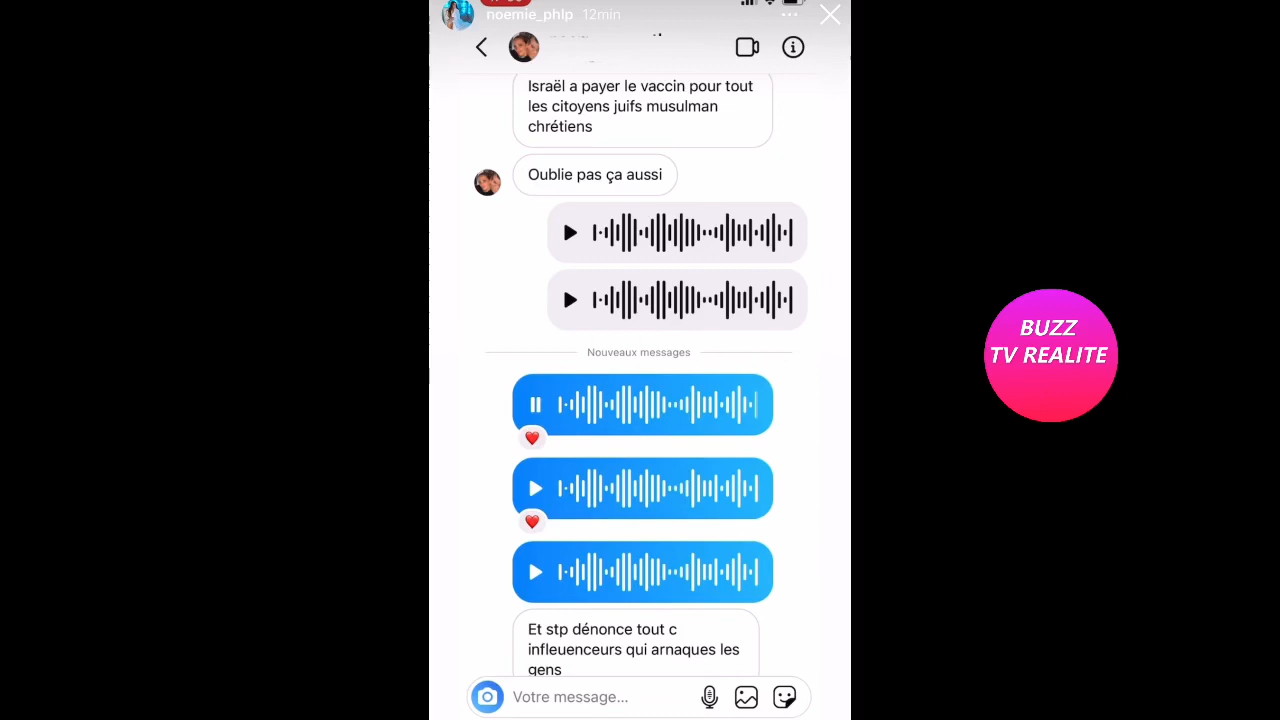 noemie_phlp 12min
Israël a payer le vaccin pour tout
les citoyens juifs musulman
chrétiens
Oublie pas ça aussi
Nouveaux messages
Et stp dénonce tout c
infleuenceurs qui arnaques les
gens
Votre message...
BUZZ
TV REALITE